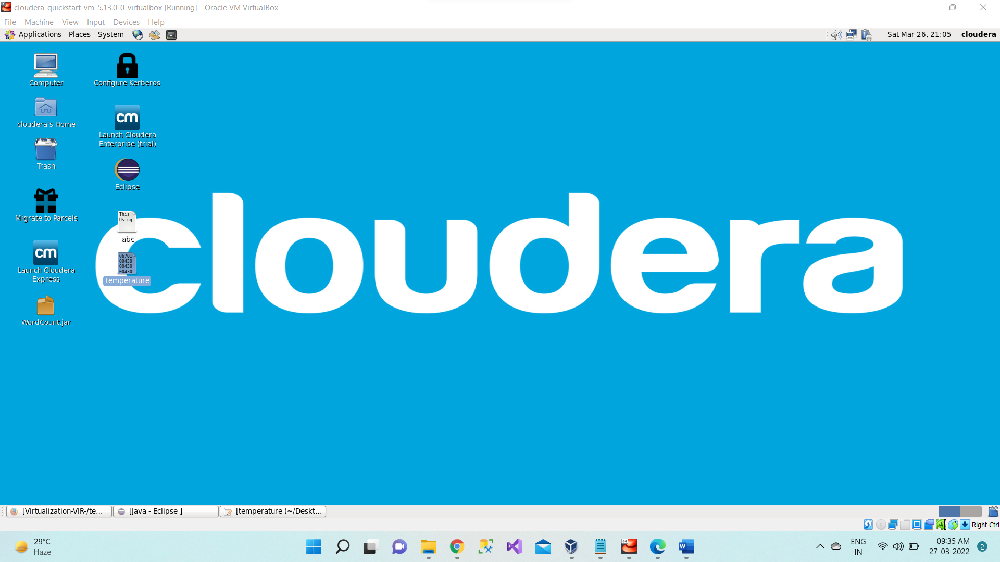 cloudera-quickstart-vm-5.13.0-0-virtualbox [Running] - Oracle VM VirtualBox
File Machine View Input Devices Help
Applications Places System
Sat Mar 26, 21:05 cloudera
Computer
Configure Kerberos
cloudera's Home
cm
Launch Cloudera
Enterprise (trial)
Trash
Eclipse
Migrate to Parcels
This
Using
abc
cm
Launch Cloudera
Express
06701
00430
00430
00430
temperature
WordCount.jar
cloudera
[Virtualization-VIR-/te...
[Java - Eclipse ]
[temperature (~/Deskt...
Right Ctrl
29°C
Haze
64
ENG
IN
09:35 AM
27-03-2022
2